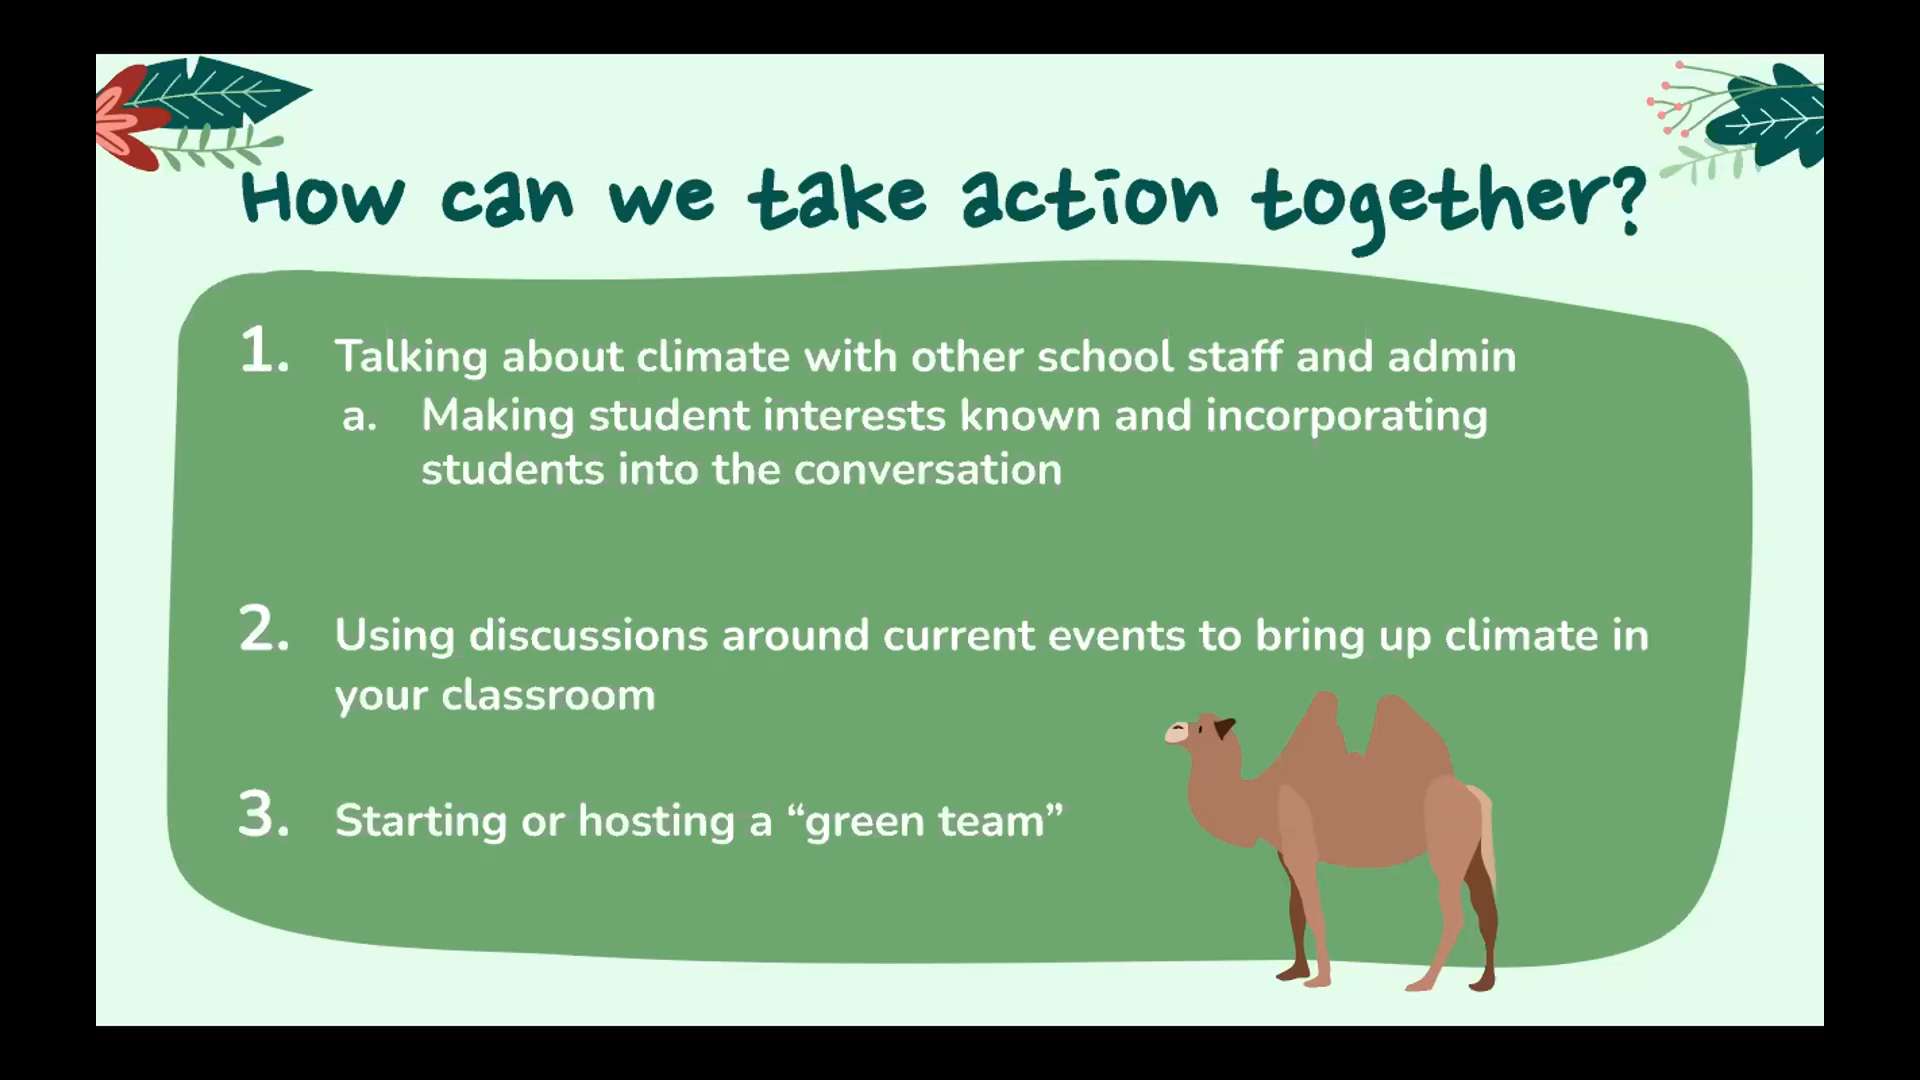 How can we take action together?
1. Talking about climate with other school staff and admin
a. Making student interests known and incorporating
students into the conversation
2. Using discussions around current events to bring up climate in
your classroom
3. Starting or hosting a “green team”